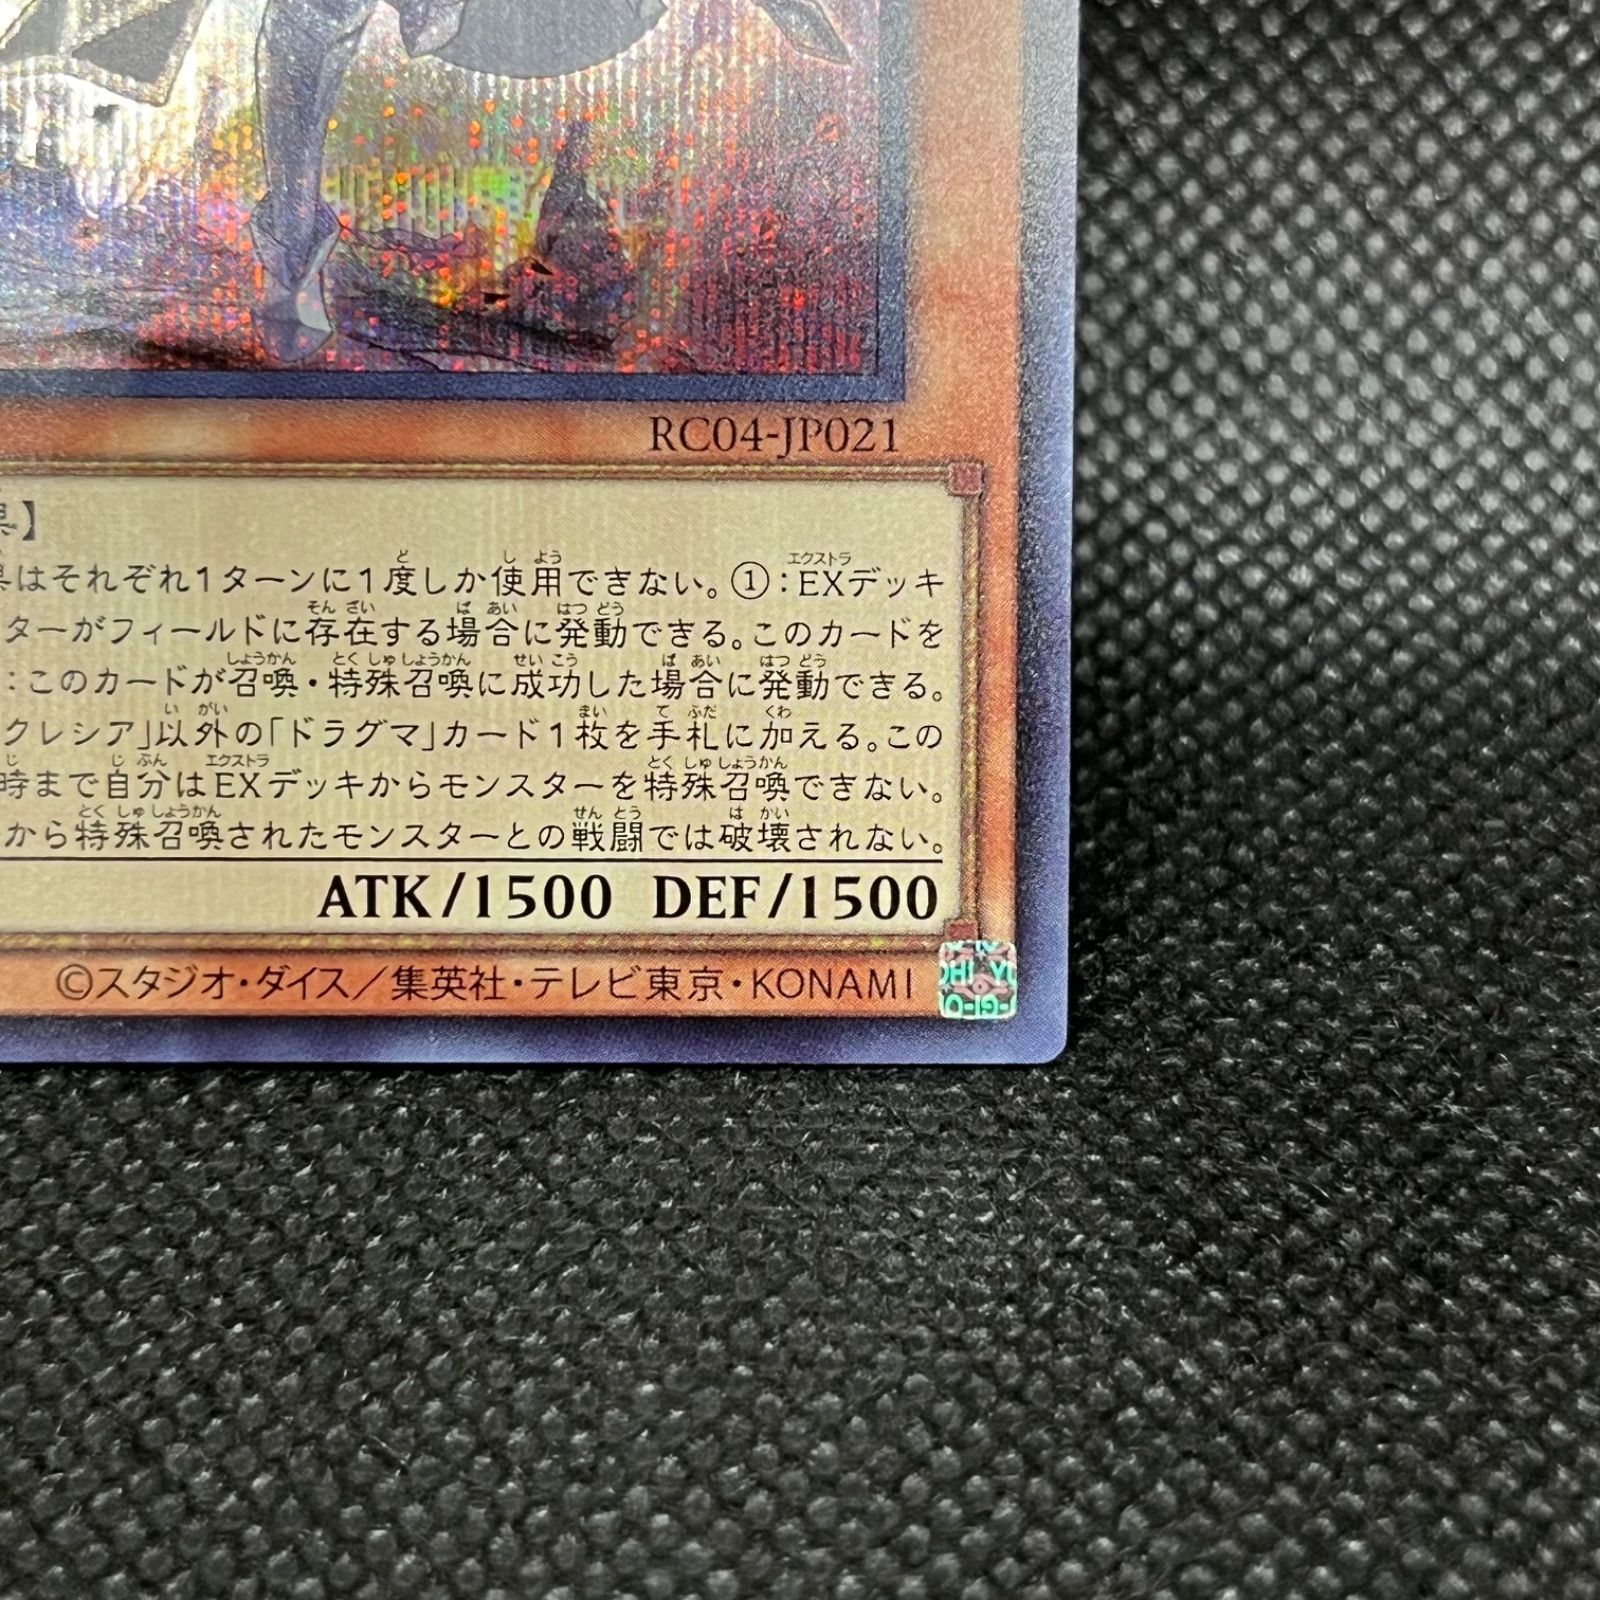 RC04-JP021
果】
果はそれぞれ1ターンに1度しか使用できない。①：EXデッキ
ターがフィールドに存在する場合に発動できる。このカードを
：このカードが召喚・特殊召喚に成功した場合に発動できる。
クレシア」以外の「ドラグマ」カード1枚を手札に加える。この
時まで自分はEXデッキからモンスターを特殊召喚できない。
から特殊召喚されたモンスターとの戦闘では破壊されない。
ATK/1500 DEF/1500
©スタジオ・ダイス／集英社・テレビ東京・KONAMI